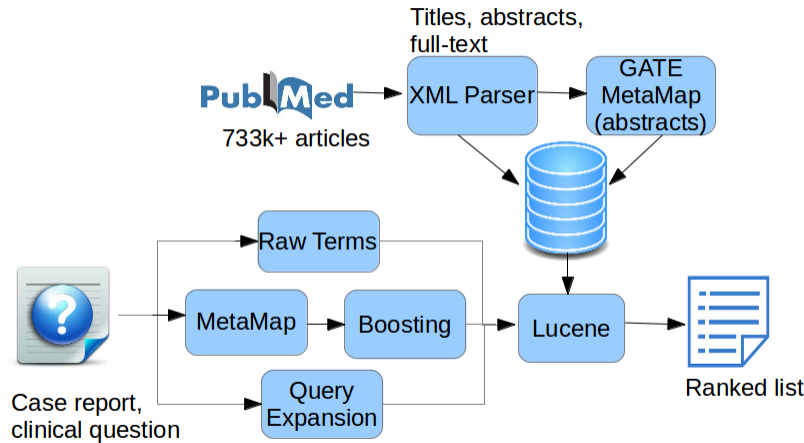 Titles, abstracts,
full-text
PubMed
733k+ articles
XML Parser
GATE
MetaMap
(abstracts)
Raw Terms
MetaMap
Boosting
Query
Expansion
Lucene
?
Case report,
clinical question
Ranked list